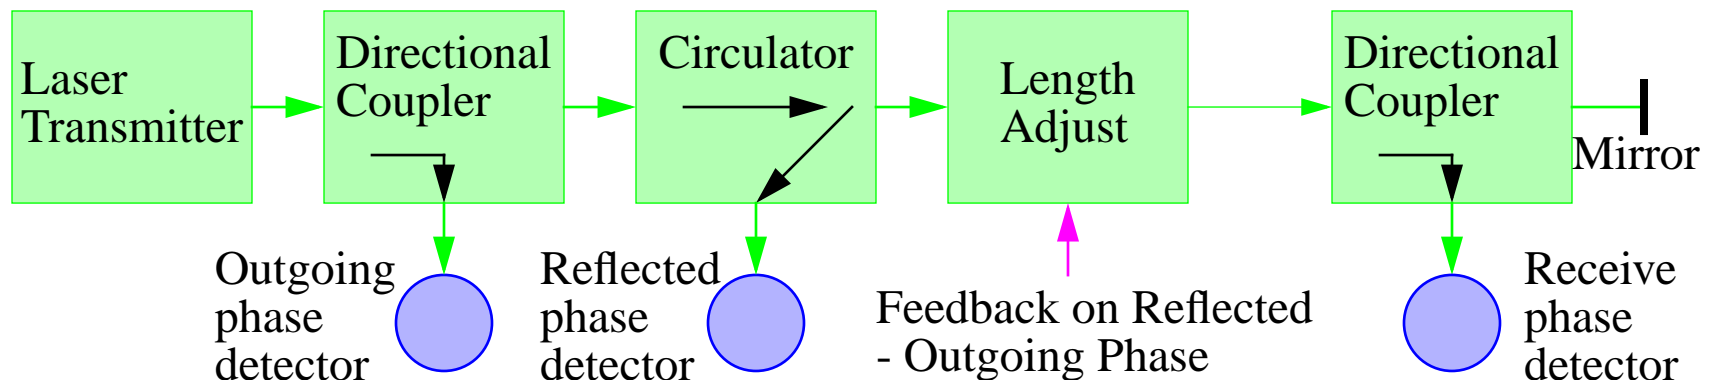 Laser
Transmitter
Directional
Coupler
Circulator
Length
Adjust
Directional
Coupler
Mirror
Outgoing
phase
detector
Reflected
phase
detector
Feedback on Reflected
- Outgoing Phase
Receive
phase
detector